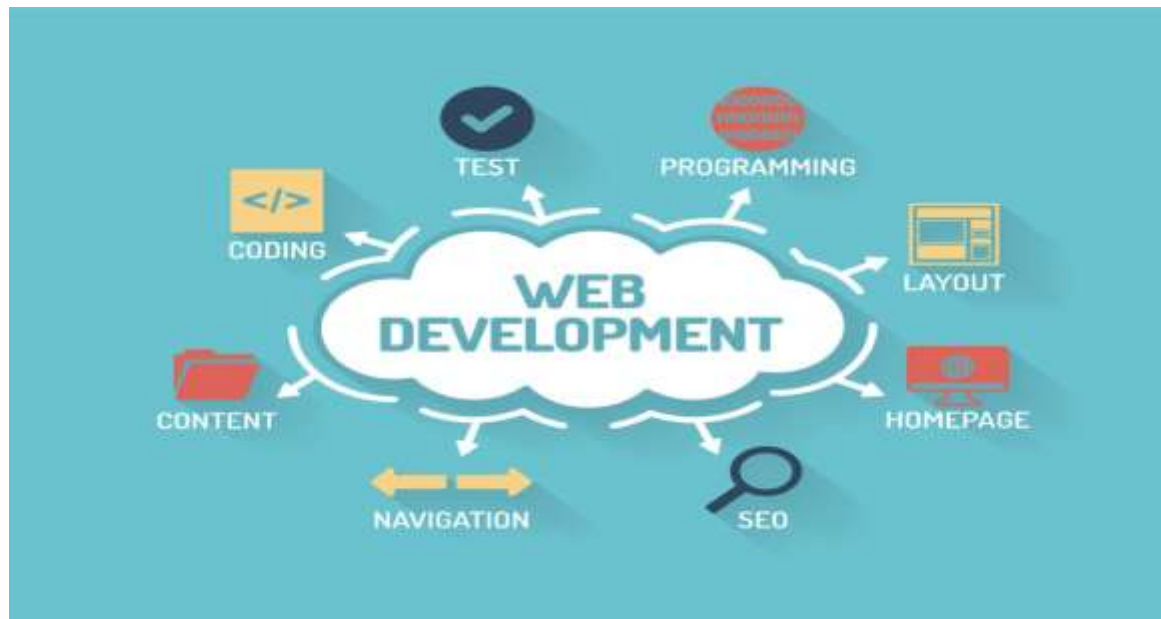 TEST
PROGRAMMING
</>
CODING
LAYOUT
WEB
DEVELOPMENT
CONTENT
HOMEPAGE
NAVIGATION
SEO